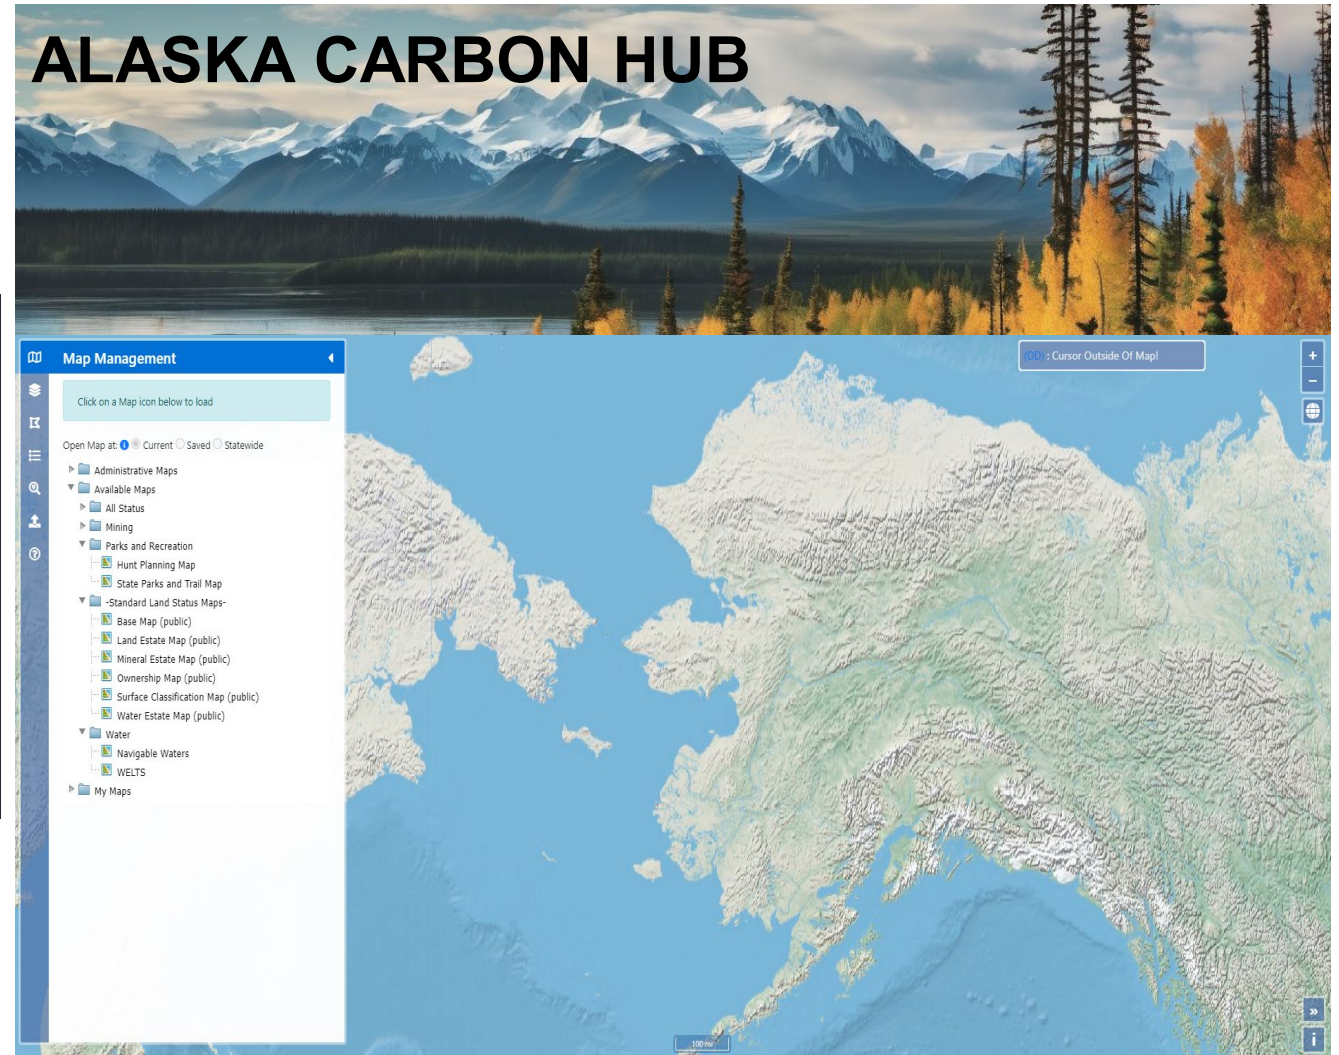 ALASKA CARBON HUB
Map Management
(DD) : Cursor Outside Of Map!
+
−
Click on a Map icon below to load
Open Map at: Current Saved Statewide
Administrative Maps
Available Maps
All Status
Mining
Parks and Recreation
Hunt Planning Map
State Parks and Trail Map
-Standard Land Status Maps-
Base Map (public)
Land Estate Map (public)
Mineral Estate Map (public)
Ownership Map (public)
Surface Classification Map (public)
Water Estate Map (public)
Water
Navigable Waters
WELTS
My Maps
»
i
100 mi